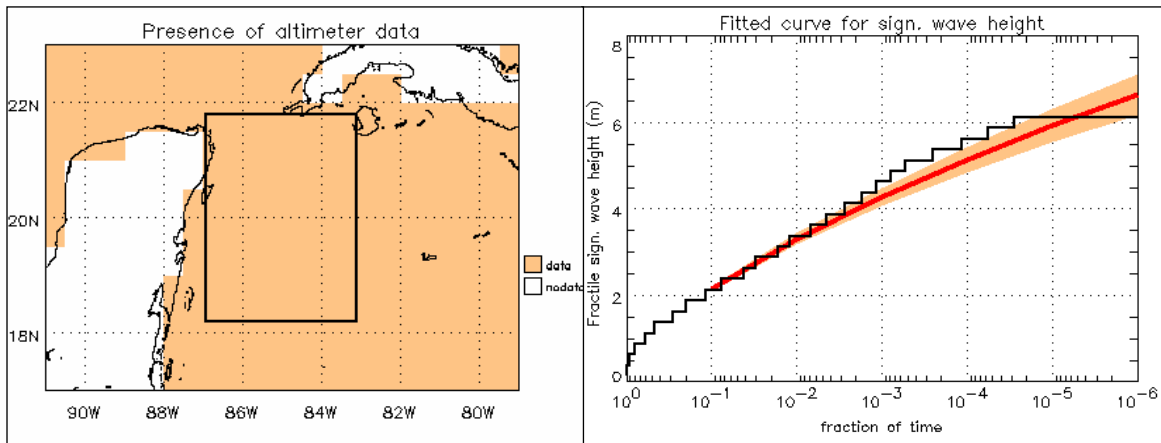 Presence of altimeter data
22N
20N
18N
90W 88W 86W 84W 82W 80W
data
nodata
Fitted curve for sign. wave height
Fractile sign. wave height (m)
8
6
4
2
0
10^0 10^-1 10^-2 10^-3 10^-4 10^-5 10^-6
fraction of time